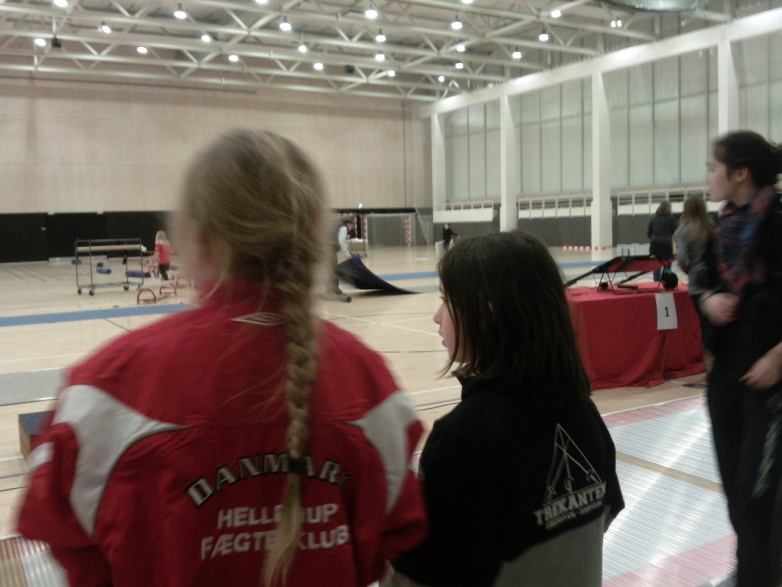 DANMARK
HELLERUP
FÆGTEKLUB
TREKANTEN
1